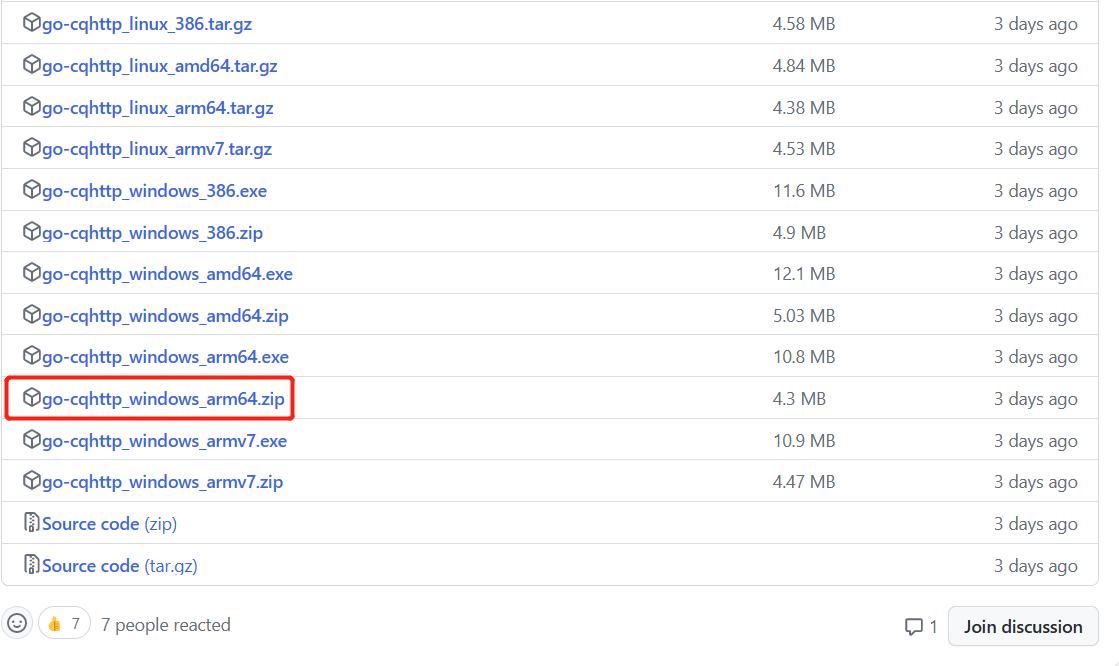 go-cqhttp_linux_386.tar.gz 4.58 MB 3 days ago
go-cqhttp_linux_amd64.tar.gz 4.84 MB 3 days ago
go-cqhttp_linux_arm64.tar.gz 4.38 MB 3 days ago
go-cqhttp_linux_armv7.tar.gz 4.53 MB 3 days ago
go-cqhttp_windows_386.exe 11.6 MB 3 days ago
go-cqhttp_windows_386.zip 4.9 MB 3 days ago
go-cqhttp_windows_amd64.exe 12.1 MB 3 days ago
go-cqhttp_windows_amd64.zip 5.03 MB 3 days ago
go-cqhttp_windows_arm64.exe 10.8 MB 3 days ago
go-cqhttp_windows_arm64.zip 4.3 MB 3 days ago
go-cqhttp_windows_armv7.exe 10.9 MB 3 days ago
go-cqhttp_windows_armv7.zip 4.47 MB 3 days ago
Source code (zip) 3 days ago
Source code (tar.gz) 3 days ago
7 7 people reacted 1 Join discussion